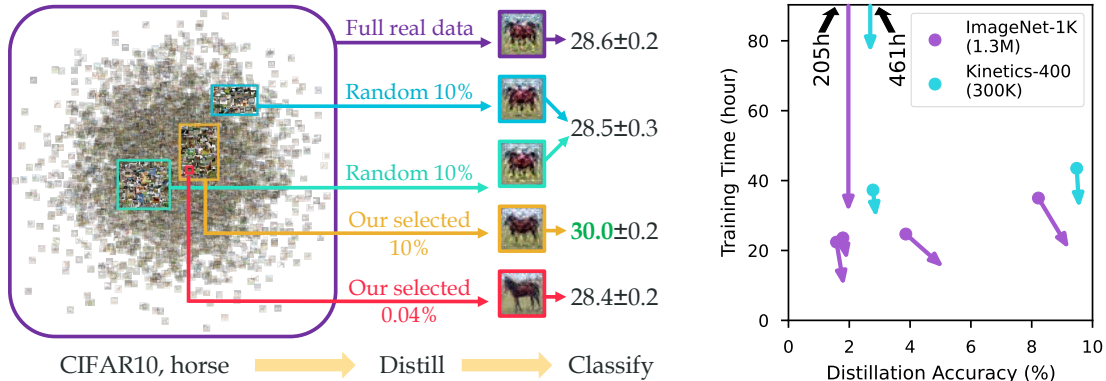 Full real data
28.6±0.2
Random 10%
28.5±0.3
Random 10%
Our selected
10%
30.0±0.2
Our selected
0.04%
28.4±0.2
CIFAR10, horse
Distill
Classify
205h
461h
ImageNet-1K
(1.3M)
Kinetics-400
(300K)
Training Time (hour)
80
60
40
20
0
0
2
4
6
8
10
Distillation Accuracy (%)